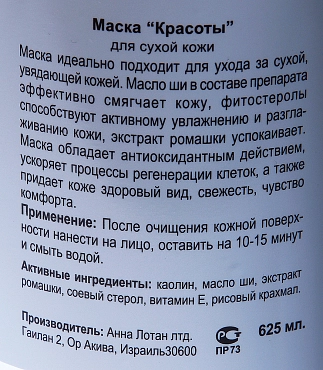 Маска “Красоты”
для сухой кожи
Маска идеально подходит для ухода за сухой,
увядающей кожей. Масло ши в составе препарата
эффективно смягчает кожу, фитостеролы
способствуют активному увлажнению и разгла-
живанию кожи, экстракт ромашки успокаивает.
Маска обладает антиоксидантным действием,
ускоряет процессы регенерации клеток, а также
придает коже здоровый вид, свежесть, чувство
комфорта.
Применение: После очищения кожной поверх-
ности нанести на лицо, оставить на 10-15 минут
и смыть водой.
Активные ингредиенты: каолин, масло ши, экстракт
ромашки, соевый стерол, витамин Е, рисовый крахмал.
Производитель: Анна Лотан лтд.
Гаилан 2, Ор Акива, Израиль30600
РСТ
ПР73
625 мл.